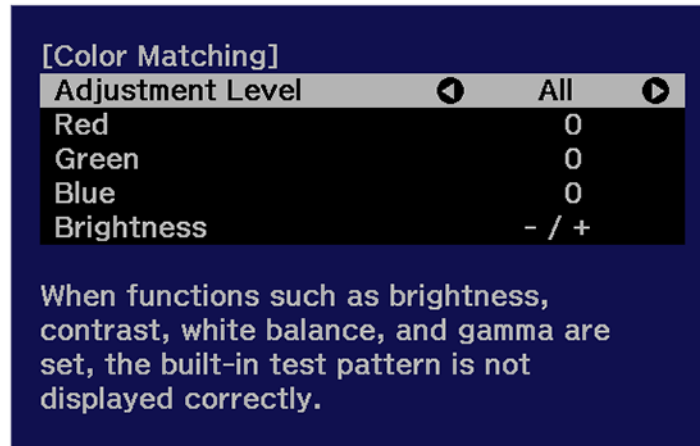 [Color Matching]
Adjustment Level All
Red 0
Green 0
Blue 0
Brightness - / +
When functions such as brightness,
contrast, white balance, and gamma are
set, the built-in test pattern is not
displayed correctly.